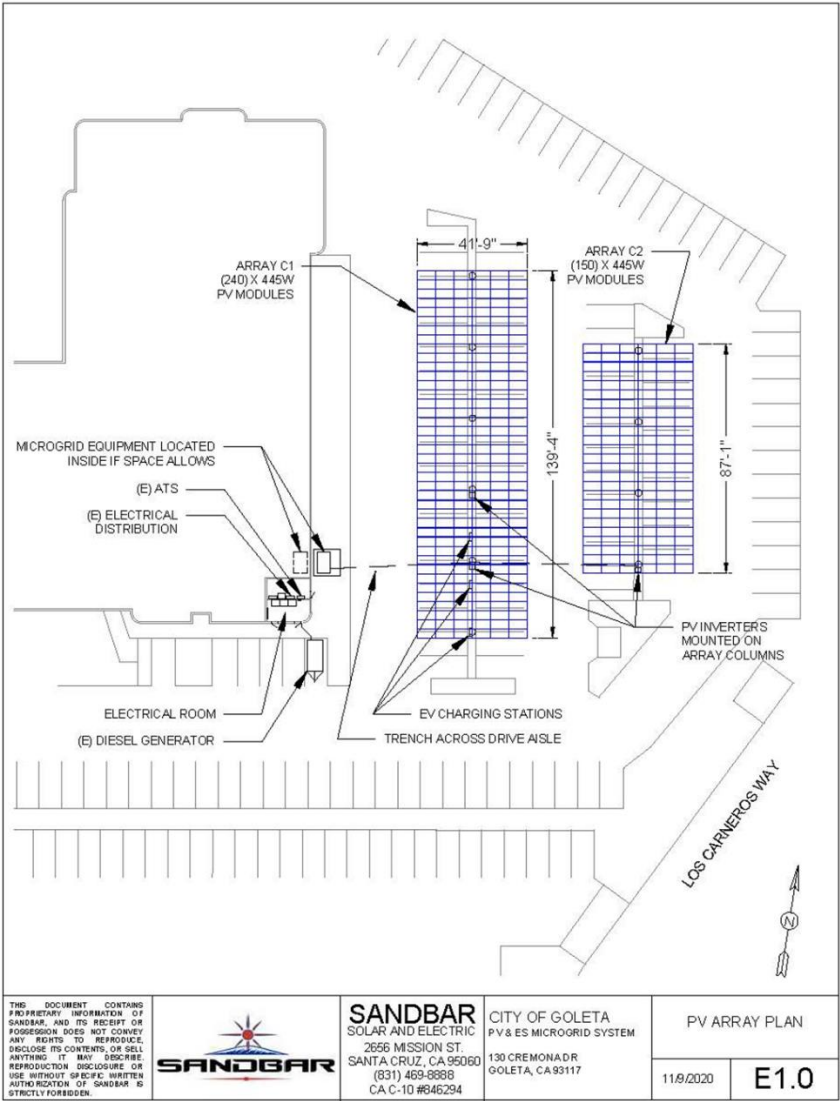 41'-9"
ARRAY C1
(240) X 445W
PV MODULES
ARRAY C2
(150) X 445W
PV MODULES
139'-4"
87'-1"
MICROGRID EQUIPMENT LOCATED
INSIDE IF SPACE ALLOWS
(E) ATS
(E) ELECTRICAL
DISTRIBUTION
PV INVERTERS
MOUNTED ON
ARRAY COLUMNS
ELECTRICAL ROOM
EV CHARGING STATIONS
(E) DIESEL GENERATOR
TRENCH ACROSS DRIVE AISLE
LOS CARNEROS WAY
N
THIS DOCUMENT CONTAINS
PROPRIETARY INFORMATION OF
SANDBAR, AND ITS RECEIPT OR
POSSESSION DOES NOT CONVEY
ANY RIGHTS TO REPRODUCE,
DISCLOSE ITS CONTENTS, OR SELL
ANYTHING IT MAY DESCRIBE.
REPRODUCTION DISCLOSURE OR
USE WITHOUT SPECIFIC WRITTEN
AUTHORIZATION OF SANDBAR IS
STRICTLY FORBIDDEN.
SANDBAR
SANDBAR
SOLAR AND ELECTRIC
2656 MISSION ST.
SANTA CRUZ, CA 95060
(831) 469-8888
CA C-10 #846294
CITY OF GOLETA
PV & ES MICROGRID SYSTEM
130 CREMONA DR
GOLETA, CA 93117
PV ARRAY PLAN
11/9/2020
E1.0